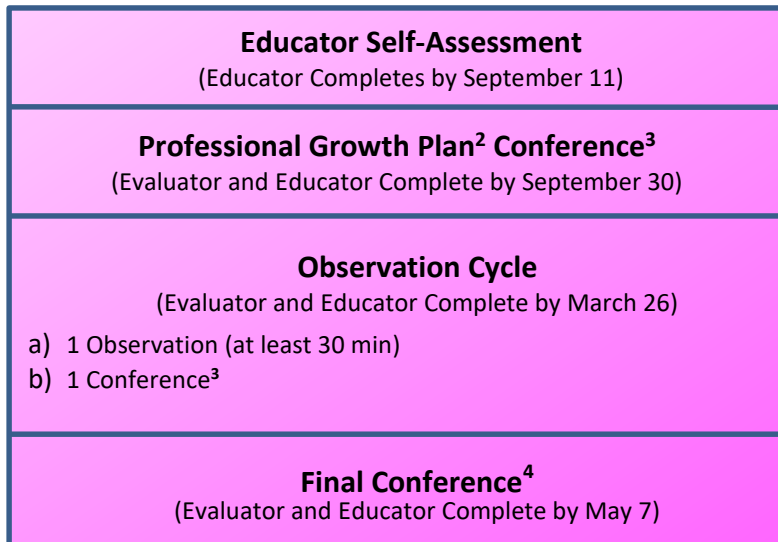 Educator Self-Assessment
(Educator Completes by September 11)
Professional Growth Plan² Conference³
(Evaluator and Educator Complete by September 30)
Observation Cycle
(Evaluator and Educator Complete by March 26)
a) 1 Observation (at least 30 min)
b) 1 Conference³
Final Conference⁴
(Evaluator and Educator Complete by May 7)